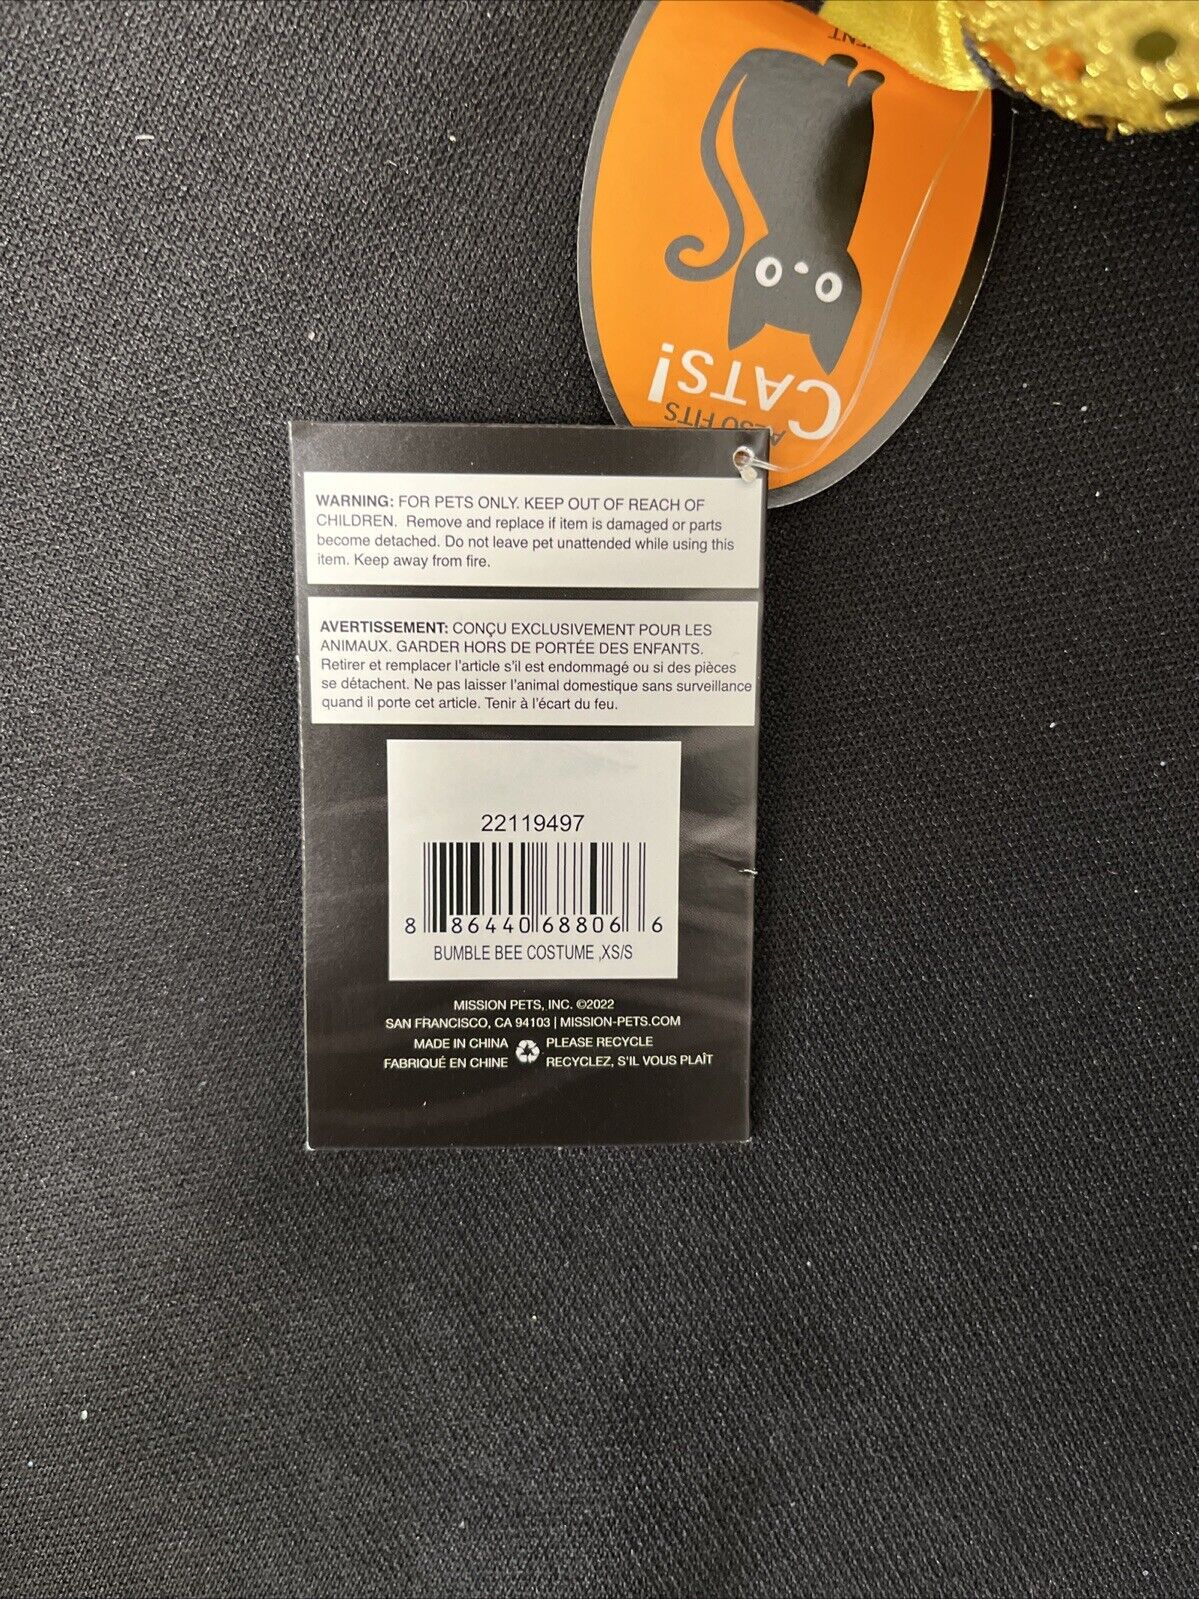 ALSO FITS
CATS!
WARNING: FOR PETS ONLY. KEEP OUT OF REACH OF
CHILDREN. Remove and replace if item is damaged or parts
become detached. Do not leave pet unattended while using this
item. Keep away from fire.
AVERTISSEMENT: CONÇU EXCLUSIVEMENT POUR LES
ANIMAUX. GARDER HORS DE PORTÉE DES ENFANTS.
Retirer et remplacer l'article s'il est endommagé ou si des pièces
se détachent. Ne pas laisser l'animal domestique sans surveillance
quand il porte cet article. Tenir à l'écart du feu.
22119497
8 86440 68806 6
BUMBLE BEE COSTUME ,XS/S
MISSION PETS, INC. ©2022
SAN FRANCISCO, CA 94103 | MISSION-PETS.COM
MADE IN CHINA PLEASE RECYCLE
FABRIQUÉ EN CHINE RECYCLEZ, S'IL VOUS PLAÎT